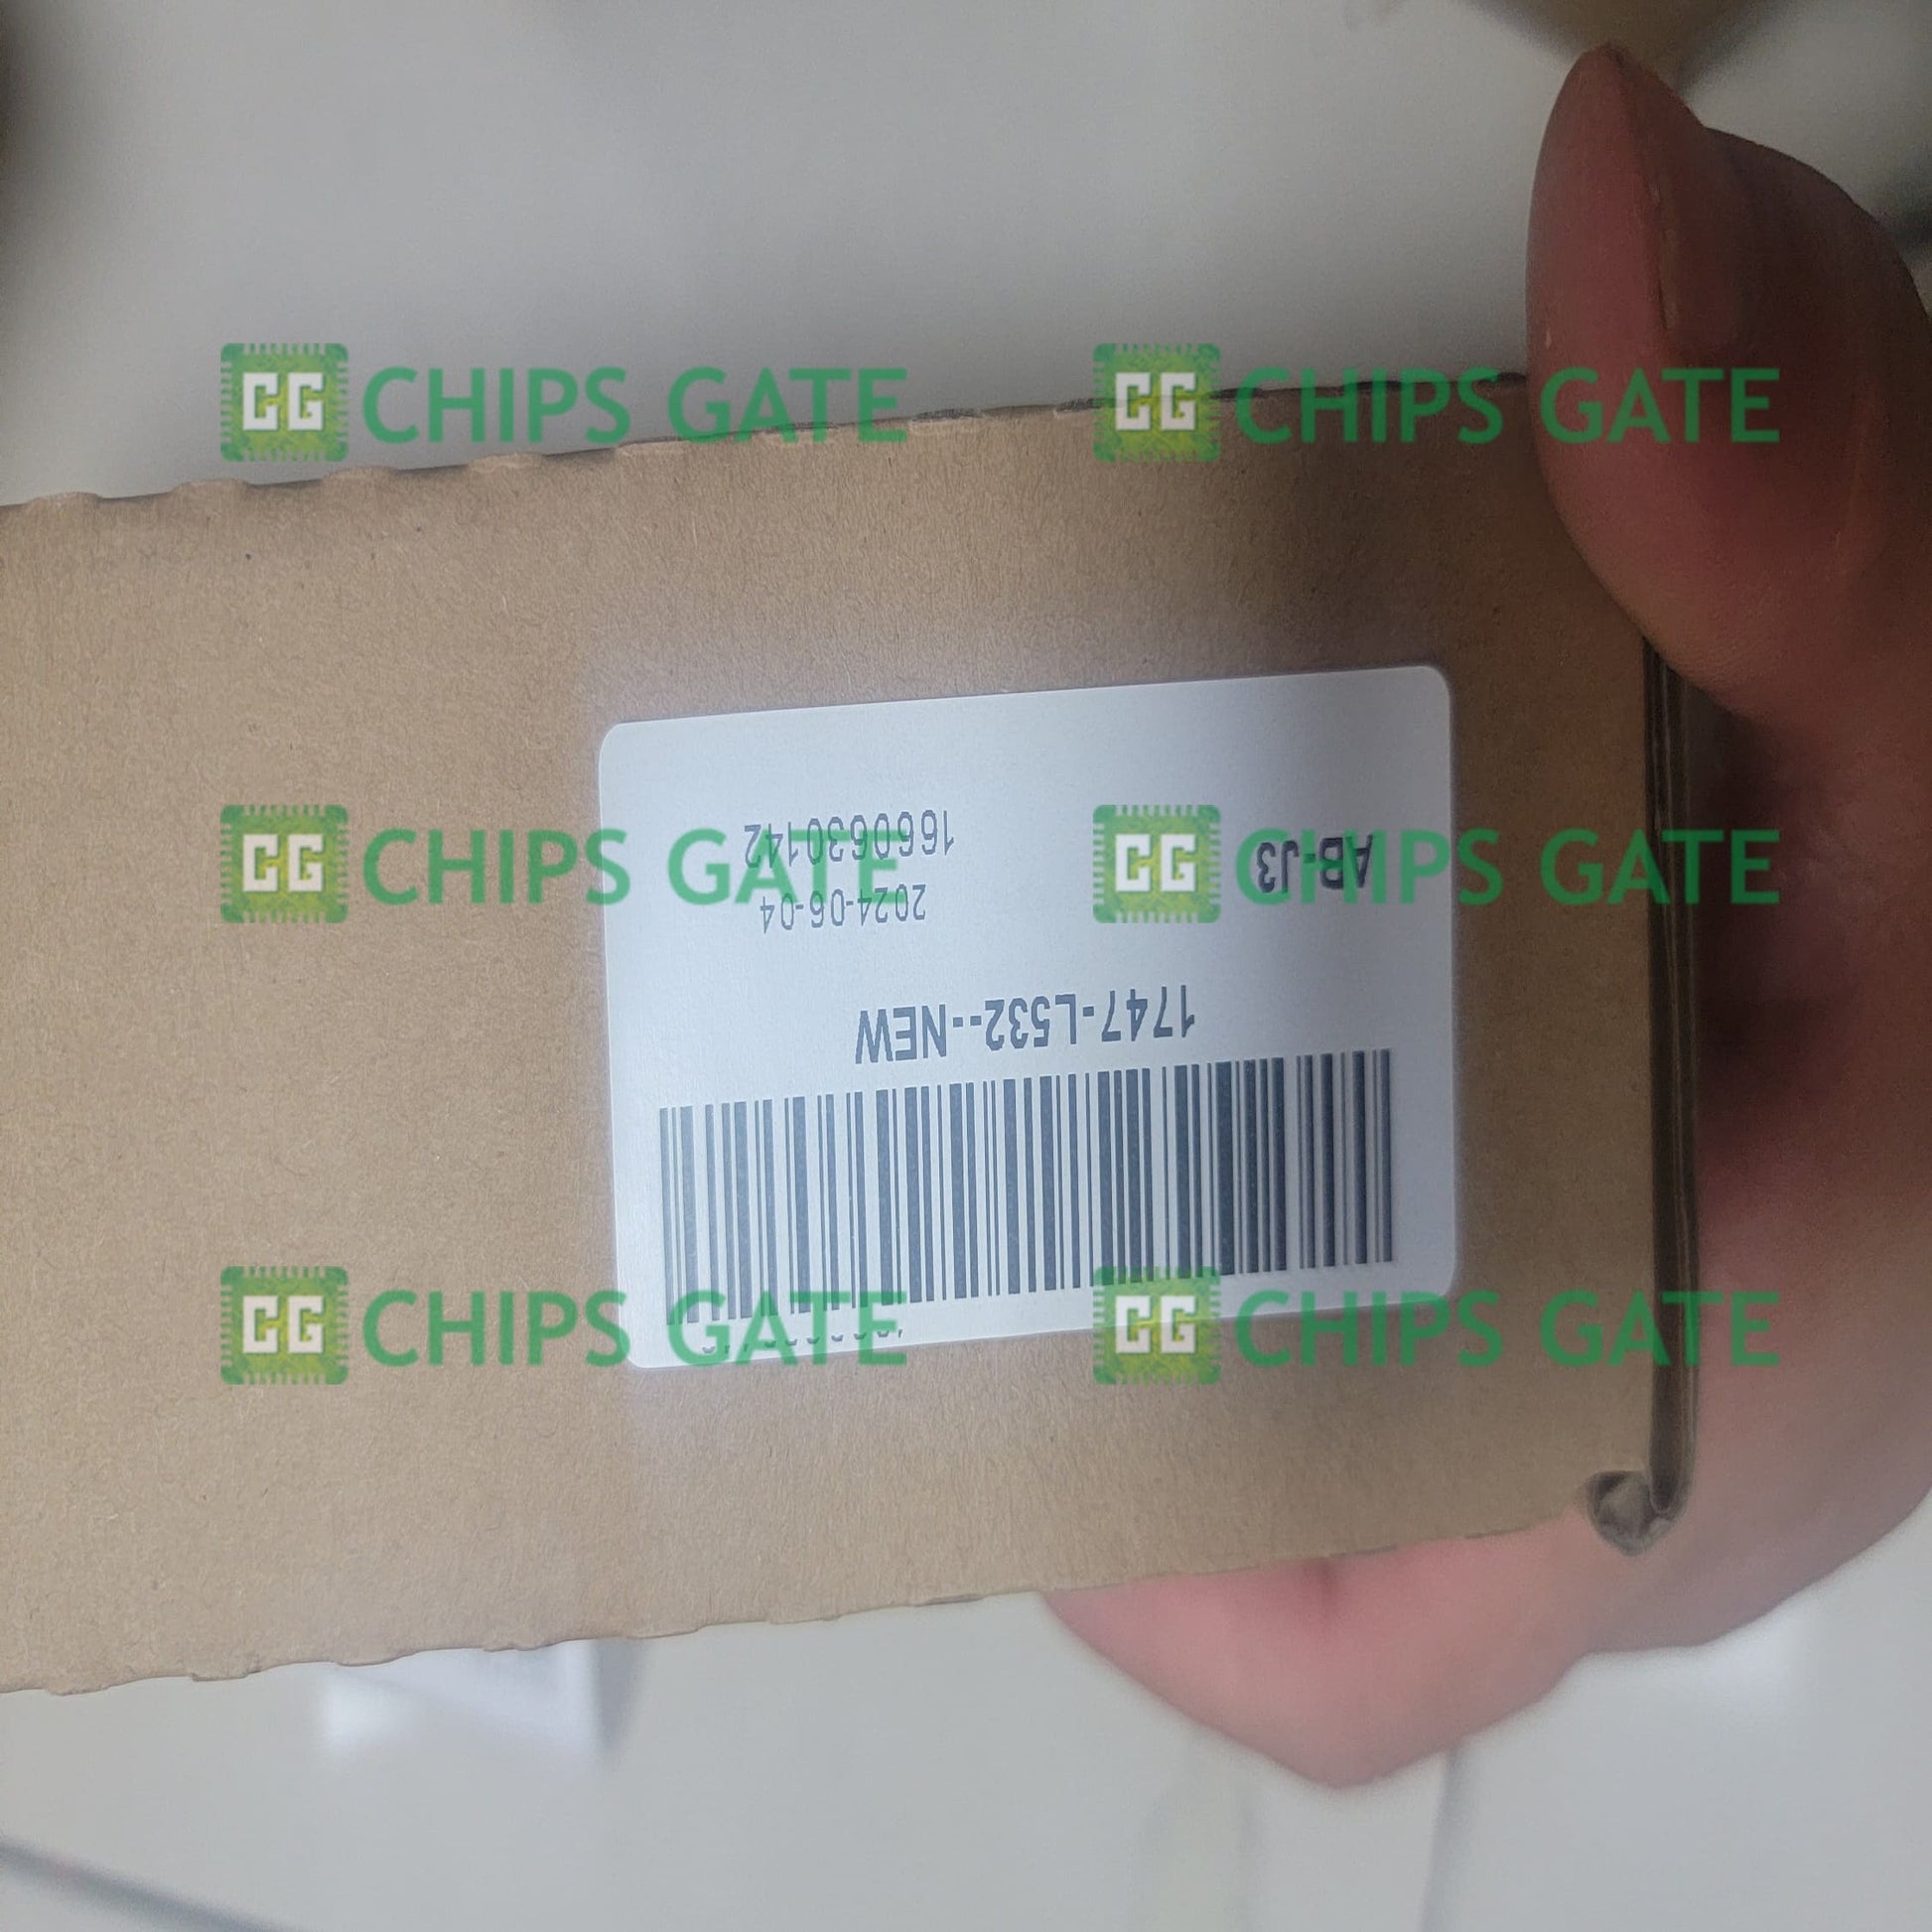 CG CHIPS GATE
CG CHIPS GATE
1747-L532--NEW
2024-06-04
AB-J3
1660630142
CG CHIPS GATE
CG CHIPS GATE
CG CHIPS GATE
CG CHIPS GATE